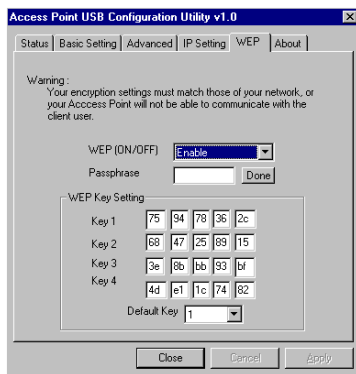 Access Point USB Configuration Utility v1.0
Status Basic Setting Advanced IP Setting WEP About
Warning :
Your encryption settings must match those of your network, or
your Acccess Point will not be able to communicate with the
client user.
WEP (ON/OFF) Enable
Passphrase Done
WEP Key Setting
Key 1 75 94 78 36 2c
Key 2 68 47 25 89 15
Key 3 3e 8b bb 93 bf
Key 4 4d e1 1c 74 82
Default Key 1
Close Cancel Apply